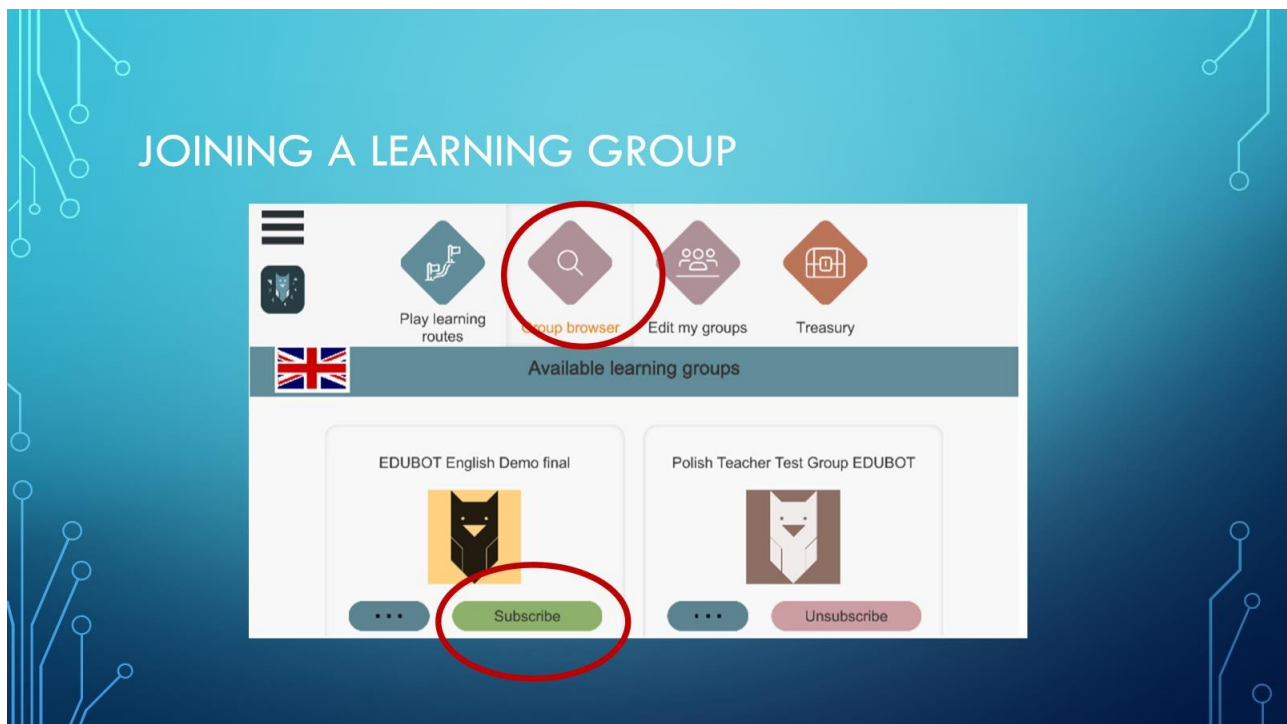 JOINING A LEARNING GROUP
Play learning
routes
Group browser
Edit my groups
Treasury
Available learning groups
EDUBOT English Demo final
Polish Teacher Test Group EDUBOT
Subscribe
Unsubscribe